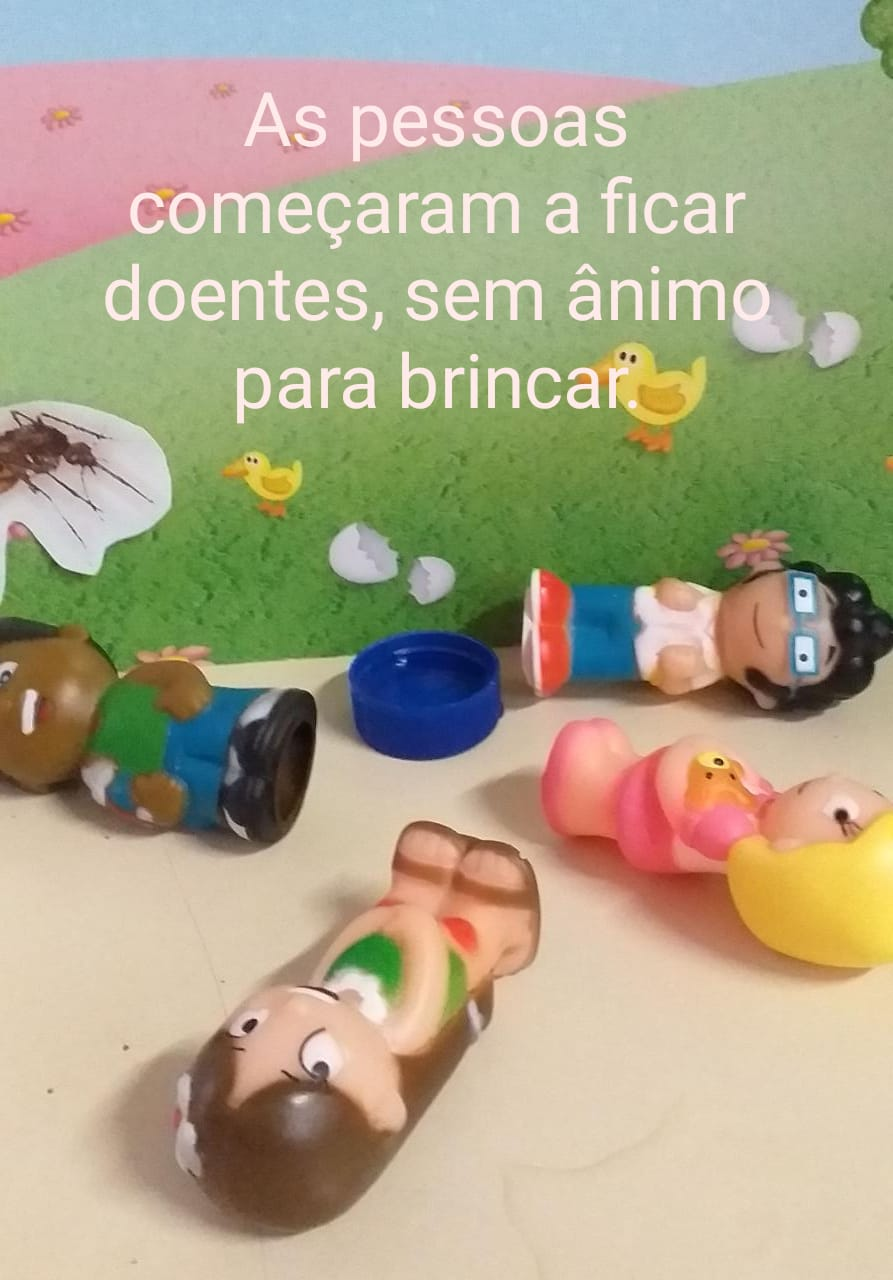 As pessoas
começaram a ficar
doentes, sem ânimo
para brincar.